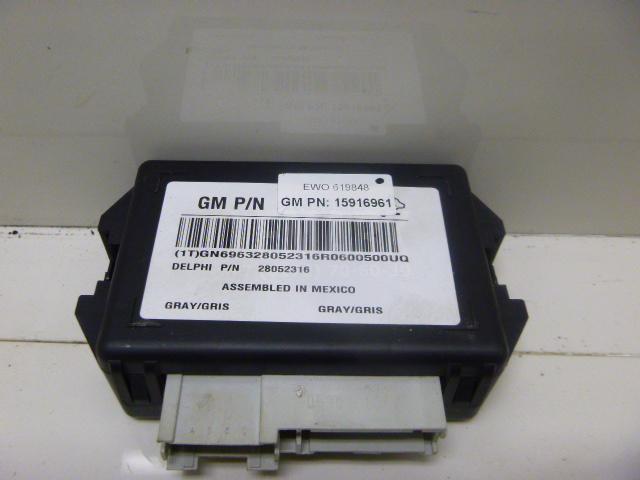 EWO 619848
GM P/N GM PN: 15916961
(1T)GN696328052316R0600500UQ
DELPHI P/N 28052316
ASSEMBLED IN MEXICO
GRAY/GRIS GRAY/GRIS